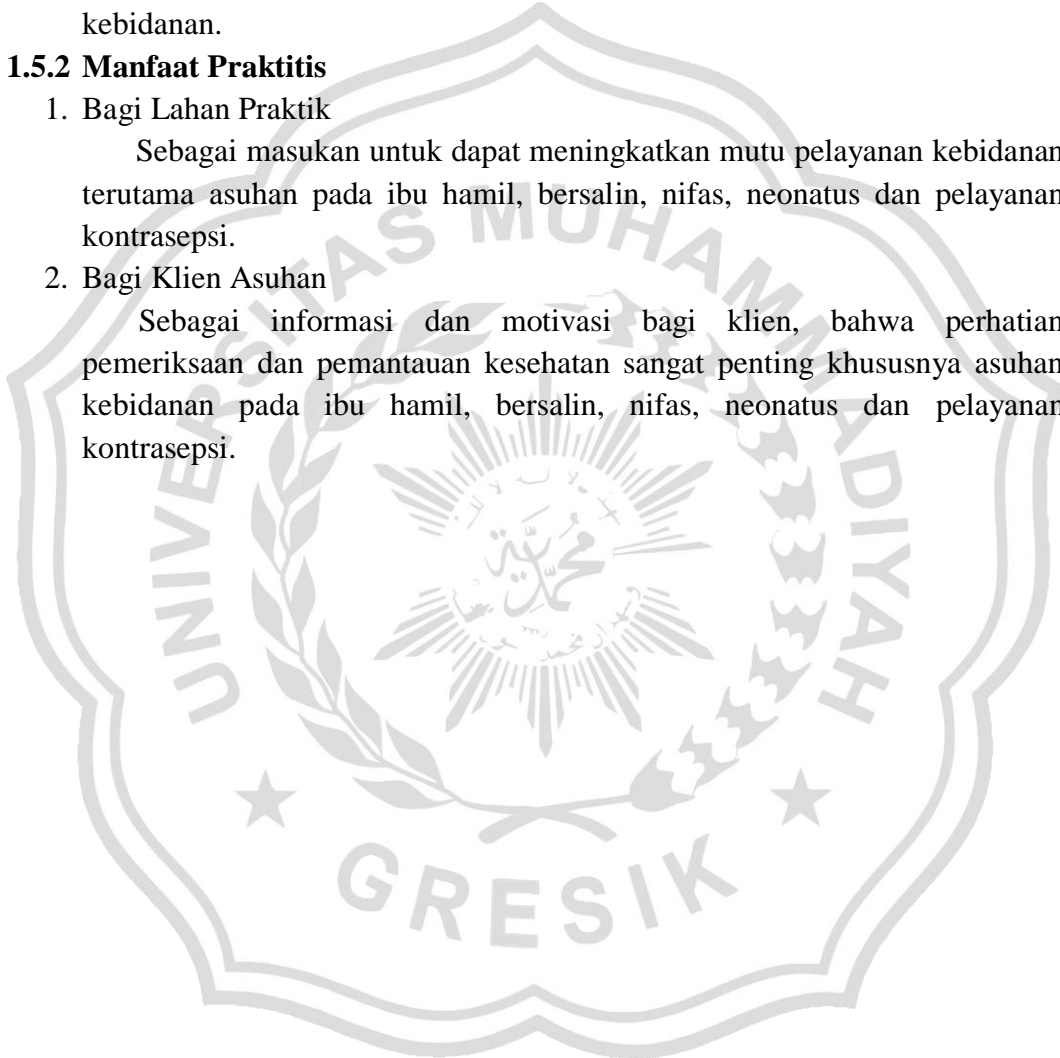 kebidanan.
1.5.2 Manfaat Praktitis
1. Bagi Lahan Praktik
Sebagai masukan untuk dapat meningkatkan mutu pelayanan kebidanan
terutama asuhan pada ibu hamil, bersalin, nifas, neonatus dan pelayanan
kontrasepsi.
2. Bagi Klien Asuhan
Sebagai informasi dan motivasi bagi klien, bahwa perhatian
pemeriksaan dan pemantauan kesehatan sangat penting khususnya asuhan
kebidanan pada ibu hamil, bersalin, nifas, neonatus dan pelayanan
kontrasepsi.
UNIVERSITAS MUHAMMADIYAH
GRESIK